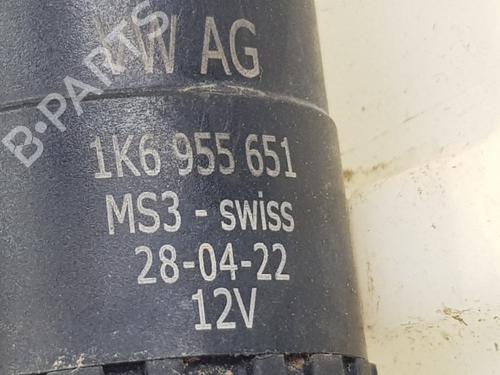 VW AG
1K6 955 651
MS3 - swiss
28-04-22
12V
B-PARTS